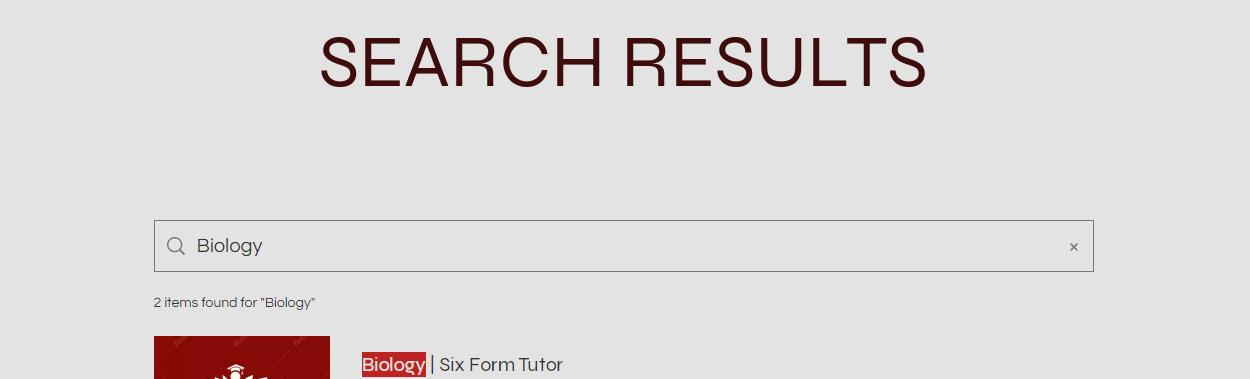 SEARCH RESULTS
Biology
2 items found for "Biology"
Biology | Six Form Tutor